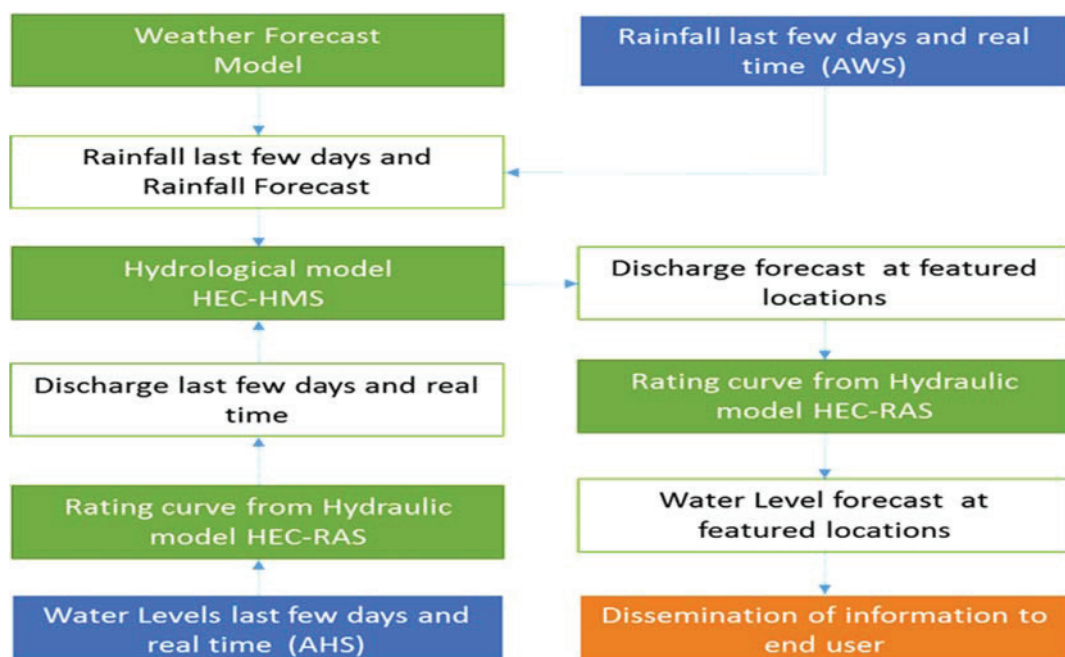 Weather Forecast
Model
Rainfall last few days and real
time (AWS)
Rainfall last few days and
Rainfall Forecast
Hydrological model
HEC-HMS
Discharge forecast at featured
locations
Discharge last few days and real
time
Rating curve from Hydraulic
model HEC-RAS
Rating curve from Hydraulic
model HEC-RAS
Water Level forecast at
featured locations
Water Levels last few days and
real time (AHS)
Dissemination of information to
end user